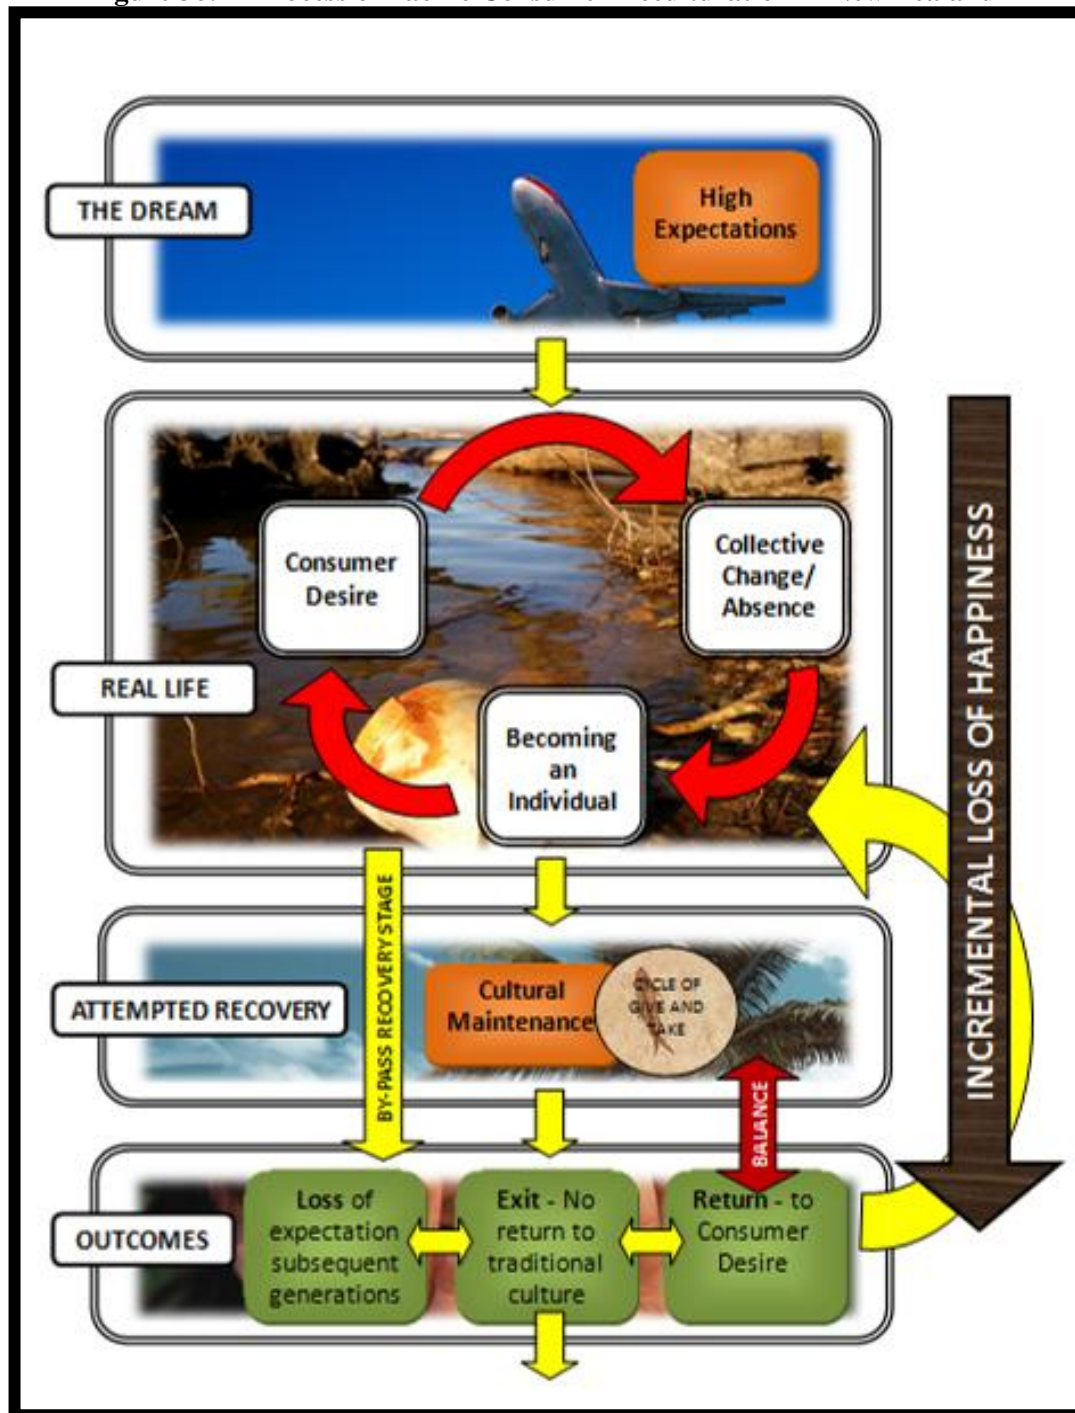 THE DREAM
High
Expectations
Consumer
Desire
Collective
Change/
Absence
REAL LIFE
Becoming
an
Individual
INCREMENTAL LOSS OF HAPPINESS
BY-PASS RECOVERY STAGE
ATTEMPTED RECOVERY
Cultural
Maintenance
CICLE OF
GIVE AND
TAKE
BALANCE
OUTCOMES
Loss of
expectation
subsequent
generations
Exit - No
return to
traditional
culture
Return - to
Consumer
Desire